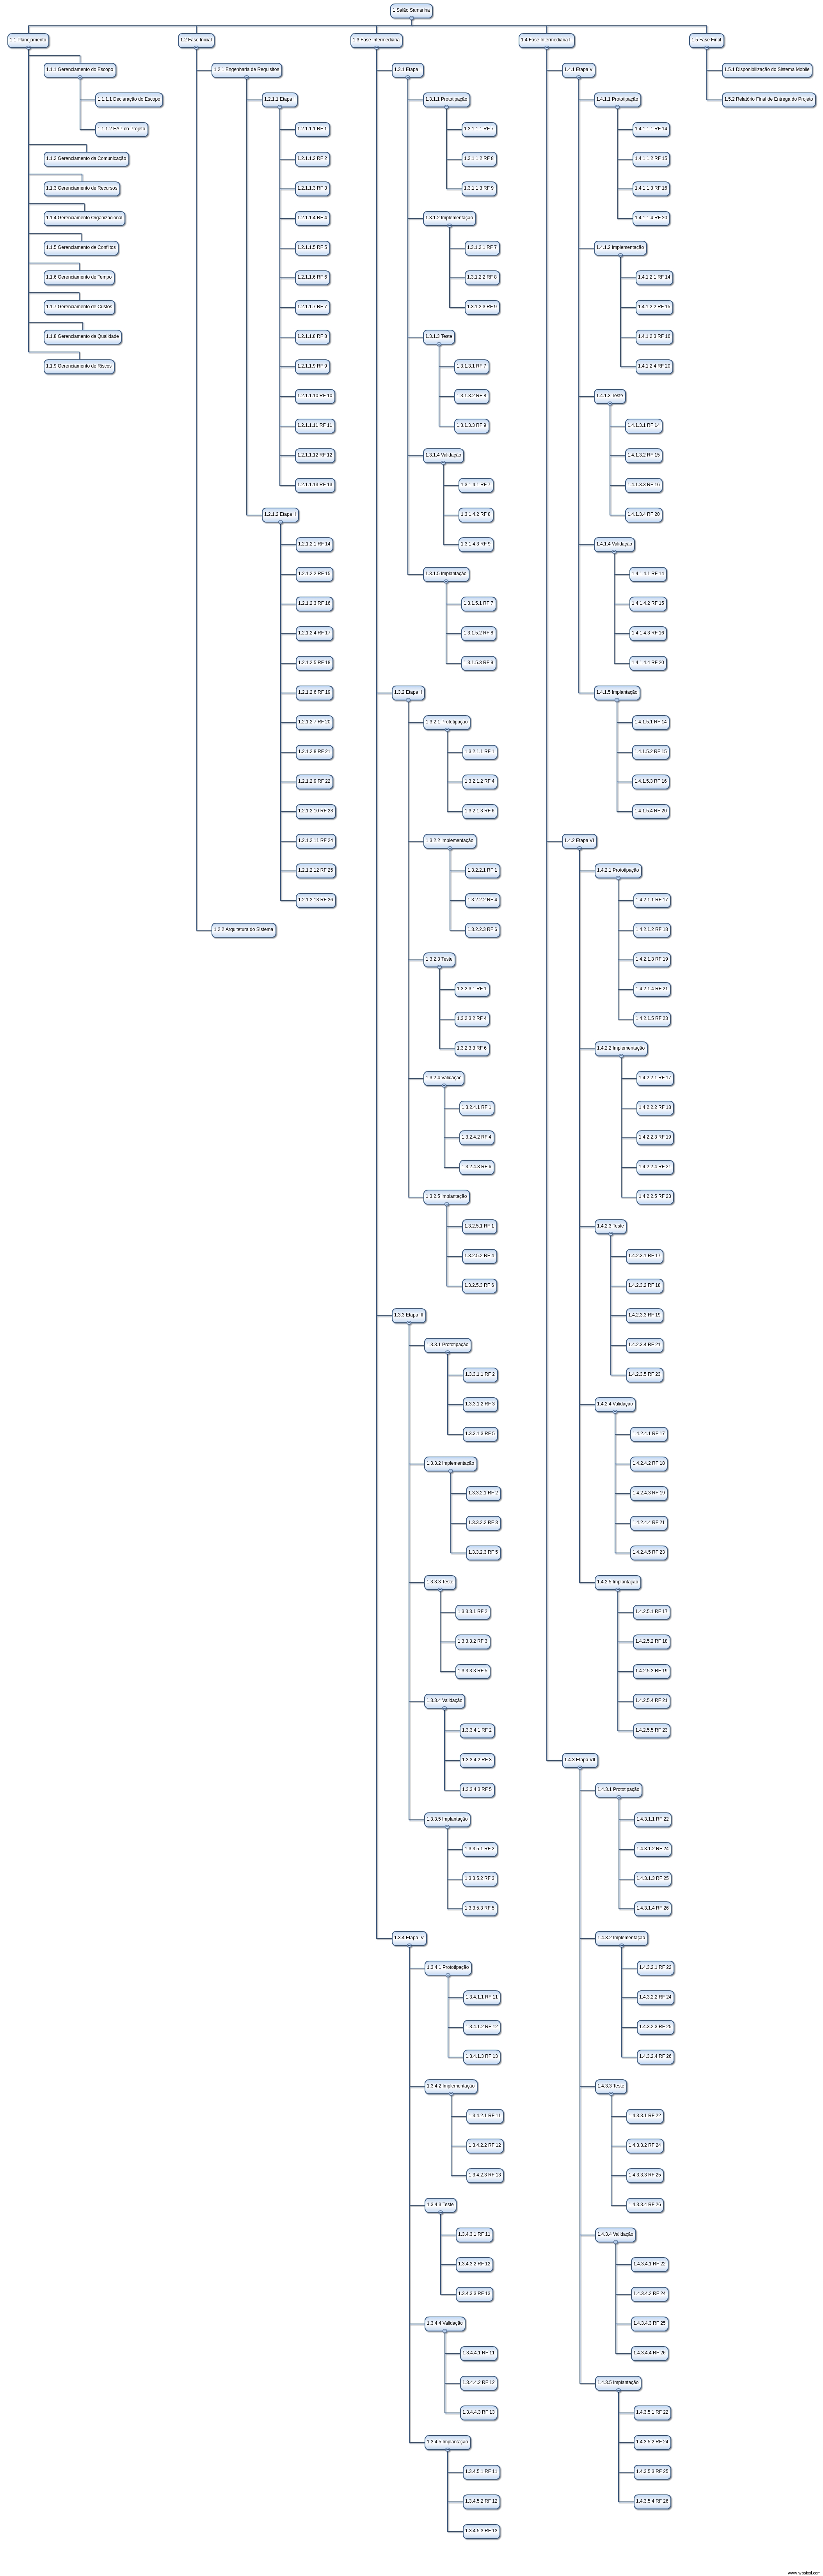 1 Salão Samarina
1.1 Planejamento
1.1.1 Gerenciamento do Escopo
1.1.1.1 Declaração do Escopo
1.1.1.2 EAP do Projeto
1.1.2 Gerenciamento da Comunicação
1.1.3 Gerenciamento de Recursos
1.1.4 Gerenciamento Organizacional
1.1.5 Gerenciamento de Conflitos
1.1.6 Gerenciamento de Tempo
1.1.7 Gerenciamento de Custos
1.1.8 Gerenciamento da Qualidade
1.1.9 Gerenciamento de Riscos
1.2 Fase Inicial
1.2.1 Engenharia de Requisitos
1.2.1.1 Etapa I
1.2.1.1.1 RF 1
1.2.1.1.2 RF 2
1.2.1.1.3 RF 3
1.2.1.1.4 RF 4
1.2.1.1.5 RF 5
1.2.1.1.6 RF 6
1.2.1.1.7 RF 7
1.2.1.1.8 RF 8
1.2.1.1.9 RF 9
1.2.1.1.10 RF 10
1.2.1.1.11 RF 11
1.2.1.1.12 RF 12
1.2.1.1.13 RF 13
1.2.1.2 Etapa II
1.2.1.2.1 RF 14
1.2.1.2.2 RF 15
1.2.1.2.3 RF 16
1.2.1.2.4 RF 17
1.2.1.2.5 RF 18
1.2.1.2.6 RF 19
1.2.1.2.7 RF 20
1.2.1.2.8 RF 21
1.2.1.2.9 RF 22
1.2.1.2.10 RF 23
1.2.1.2.11 RF 24
1.2.1.2.12 RF 25
1.2.1.2.13 RF 26
1.2.2 Arquitetura do Sistema
1.3 Fase Intermediária
1.3.1 Etapa I
1.3.1.1 Prototipação
1.3.1.1.1 RF 7
1.3.1.1.2 RF 8
1.3.1.1.3 RF 9
1.3.1.2 Implementação
1.3.1.2.1 RF 7
1.3.1.2.2 RF 8
1.3.1.2.3 RF 9
1.3.1.3 Teste
1.3.1.3.1 RF 7
1.3.1.3.2 RF 8
1.3.1.3.3 RF 9
1.3.1.4 Validação
1.3.1.4.1 RF 7
1.3.1.4.2 RF 8
1.3.1.4.3 RF 9
1.3.1.5 Implantação
1.3.1.5.1 RF 7
1.3.1.5.2 RF 8
1.3.1.5.3 RF 9
1.3.2 Etapa II
1.3.2.1 Prototipação
1.3.2.1.1 RF 1
1.3.2.1.2 RF 4
1.3.2.1.3 RF 6
1.3.2.2 Implementação
1.3.2.2.1 RF 1
1.3.2.2.2 RF 4
1.3.2.2.3 RF 6
1.3.2.3 Teste
1.3.2.3.1 RF 1
1.3.2.3.2 RF 4
1.3.2.3.3 RF 6
1.3.2.4 Validação
1.3.2.4.1 RF 1
1.3.2.4.2 RF 4
1.3.2.4.3 RF 6
1.3.2.5 Implantação
1.3.2.5.1 RF 1
1.3.2.5.2 RF 4
1.3.2.5.3 RF 6
1.3.3 Etapa III
1.3.3.1 Prototipação
1.3.3.1.1 RF 2
1.3.3.1.2 RF 3
1.3.3.1.3 RF 5
1.3.3.2 Implementação
1.3.3.2.1 RF 2
1.3.3.2.2 RF 3
1.3.3.2.3 RF 5
1.3.3.3 Teste
1.3.3.3.1 RF 2
1.3.3.3.2 RF 3
1.3.3.3.3 RF 5
1.3.3.4 Validação
1.3.3.4.1 RF 2
1.3.3.4.2 RF 3
1.3.3.4.3 RF 5
1.3.3.5 Implantação
1.3.3.5.1 RF 2
1.3.3.5.2 RF 3
1.3.3.5.3 RF 5
1.3.4 Etapa IV
1.3.4.1 Prototipação
1.3.4.1.1 RF 11
1.3.4.1.2 RF 12
1.3.4.1.3 RF 13
1.3.4.2 Implementação
1.3.4.2.1 RF 11
1.3.4.2.2 RF 12
1.3.4.2.3 RF 13
1.3.4.3 Teste
1.3.4.3.1 RF 11
1.3.4.3.2 RF 12
1.3.4.3.3 RF 13
1.3.4.4 Validação
1.3.4.4.1 RF 11
1.3.4.4.2 RF 12
1.3.4.4.3 RF 13
1.3.4.5 Implantação
1.3.4.5.1 RF 11
1.3.4.5.2 RF 12
1.3.4.5.3 RF 13
1.4 Fase Intermediária II
1.4.1 Etapa V
1.4.1.1 Prototipação
1.4.1.1.1 RF 14
1.4.1.1.2 RF 15
1.4.1.1.3 RF 16
1.4.1.1.4 RF 20
1.4.1.2 Implementação
1.4.1.2.1 RF 14
1.4.1.2.2 RF 15
1.4.1.2.3 RF 16
1.4.1.2.4 RF 20
1.4.1.3 Teste
1.4.1.3.1 RF 14
1.4.1.3.2 RF 15
1.4.1.3.3 RF 16
1.4.1.3.4 RF 20
1.4.1.4 Validação
1.4.1.4.1 RF 14
1.4.1.4.2 RF 15
1.4.1.4.3 RF 16
1.4.1.4.4 RF 20
1.4.1.5 Implantação
1.4.1.5.1 RF 14
1.4.1.5.2 RF 15
1.4.1.5.3 RF 16
1.4.1.5.4 RF 20
1.4.2 Etapa VI
1.4.2.1 Prototipação
1.4.2.1.1 RF 17
1.4.2.1.2 RF 18
1.4.2.1.3 RF 19
1.4.2.1.4 RF 21
1.4.2.1.5 RF 23
1.4.2.2 Implementação
1.4.2.2.1 RF 17
1.4.2.2.2 RF 18
1.4.2.2.3 RF 19
1.4.2.2.4 RF 21
1.4.2.2.5 RF 23
1.4.2.3 Teste
1.4.2.3.1 RF 17
1.4.2.3.2 RF 18
1.4.2.3.3 RF 19
1.4.2.3.4 RF 21
1.4.2.3.5 RF 23
1.4.2.4 Validação
1.4.2.4.1 RF 17
1.4.2.4.2 RF 18
1.4.2.4.3 RF 19
1.4.2.4.4 RF 21
1.4.2.4.5 RF 23
1.4.2.5 Implantação
1.4.2.5.1 RF 17
1.4.2.5.2 RF 18
1.4.2.5.3 RF 19
1.4.2.5.4 RF 21
1.4.2.5.5 RF 23
1.4.3 Etapa VII
1.4.3.1 Prototipação
1.4.3.1.1 RF 22
1.4.3.1.2 RF 24
1.4.3.1.3 RF 25
1.4.3.1.4 RF 26
1.4.3.2 Implementação
1.4.3.2.1 RF 22
1.4.3.2.2 RF 24
1.4.3.2.3 RF 25
1.4.3.2.4 RF 26
1.4.3.3 Teste
1.4.3.3.1 RF 22
1.4.3.3.2 RF 24
1.4.3.3.3 RF 25
1.4.3.3.4 RF 26
1.4.3.4 Validação
1.4.3.4.1 RF 22
1.4.3.4.2 RF 24
1.4.3.4.3 RF 25
1.4.3.4.4 RF 26
1.4.3.5 Implantação
1.4.3.5.1 RF 22
1.4.3.5.2 RF 24
1.4.3.5.3 RF 25
1.4.3.5.4 RF 26
1.5 Fase Final
1.5.1 Disponibilização do Sistema Mobile
1.5.2 Relatório Final de Entrega do Projeto
www.wbstool.com